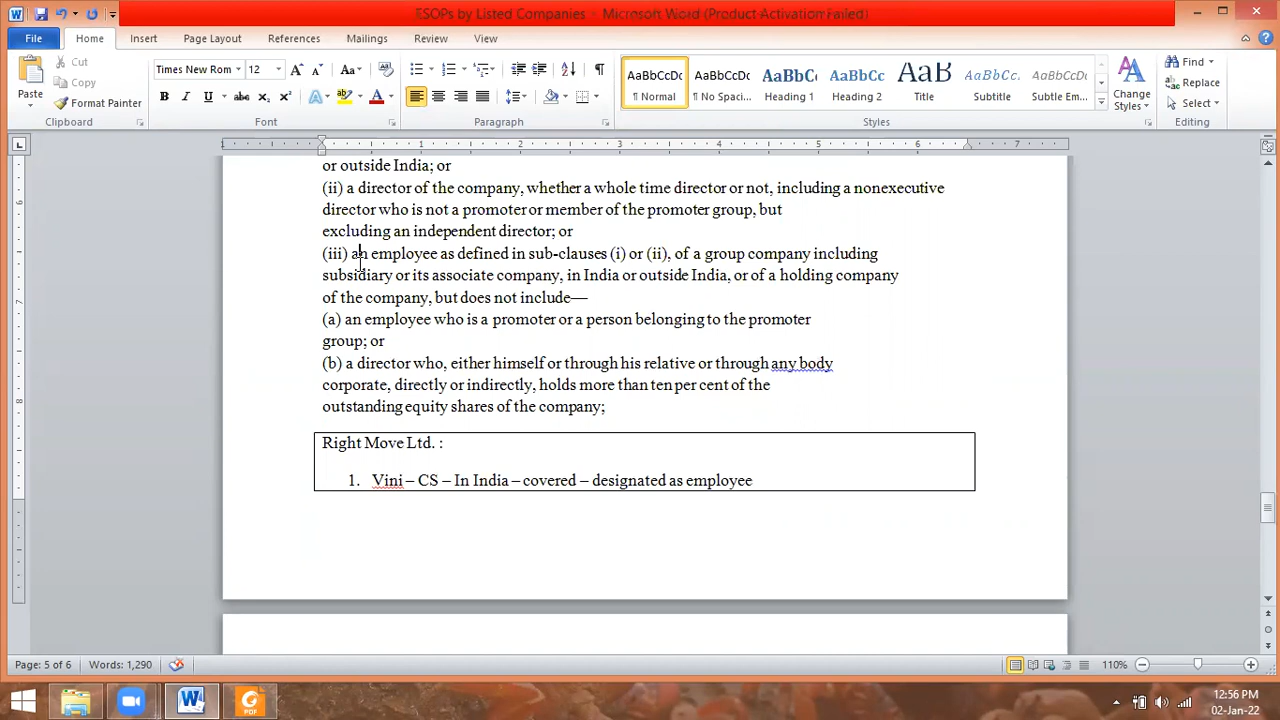 ESOPs by Listed Companies - Microsoft Word (Product Activation Failed)
File Home Insert Page Layout References Mailings Review View
Paste
Cut
Copy
Format Painter
Clipboard
Times New Rom 12
Font
Paragraph
AaBbCcDc AaBbCcDc AaBbC AaBbCc AaB AaBbCcL AaBbCcDc
¶ Normal ¶ No Spaci... Heading 1 Heading 2 Title Subtitle Subtle Em...
Styles
Change Styles
Find
Replace
Select
Editing
or outside India; or
(ii) a director of the company, whether a whole time director or not, including a nonexecutive
director who is not a promoter or member of the promoter group, but
excluding an independent director; or
(iii) an employee as defined in sub-clauses (i) or (ii), of a group company including
subsidiary or its associate company, in India or outside India, or of a holding company
of the company, but does not include—
(a) an employee who is a promoter or a person belonging to the promoter
group; or
(b) a director who, either himself or through his relative or through any body
corporate, directly or indirectly, holds more than ten per cent of the
outstanding equity shares of the company;
Right Move Ltd. :
1. Vini – CS – In India – covered – designated as employee
Page: 5 of 6 Words: 1,290 110%
12:56 PM
02-Jan-22